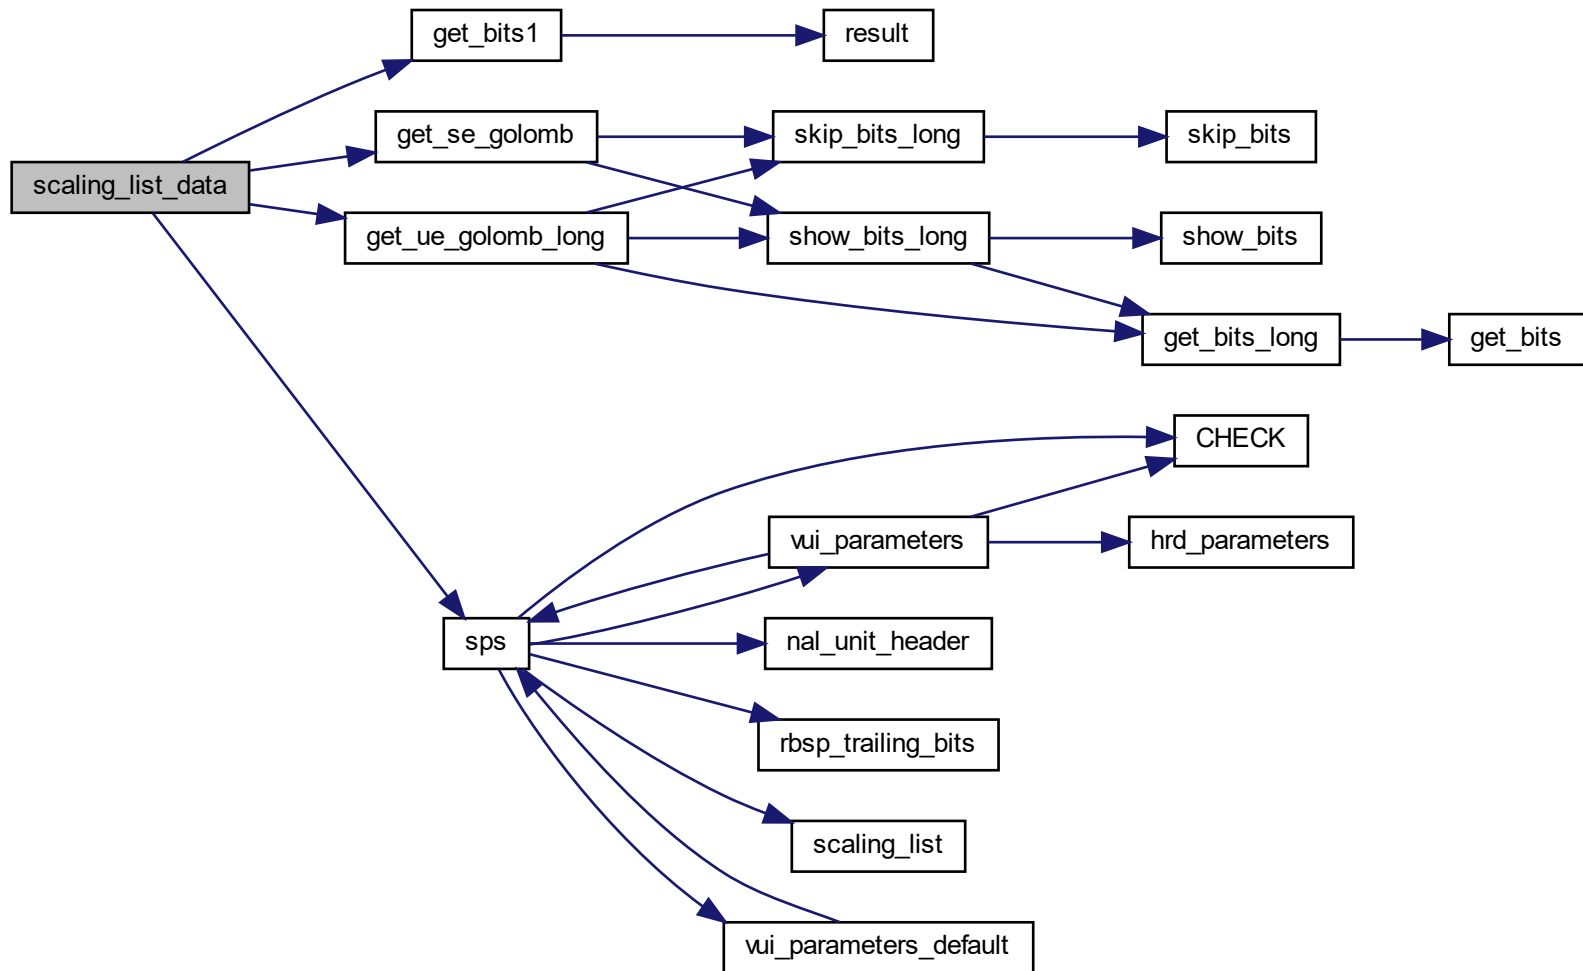 get_bits1
result
get_se_golomb
skip_bits_long
skip_bits
scaling_list_data
get_ue_golomb_long
show_bits_long
show_bits
get_bits_long
get_bits
CHECK
vui_parameters
hrd_parameters
sps
nal_unit_header
rbsp_trailing_bits
scaling_list
vui_parameters_default